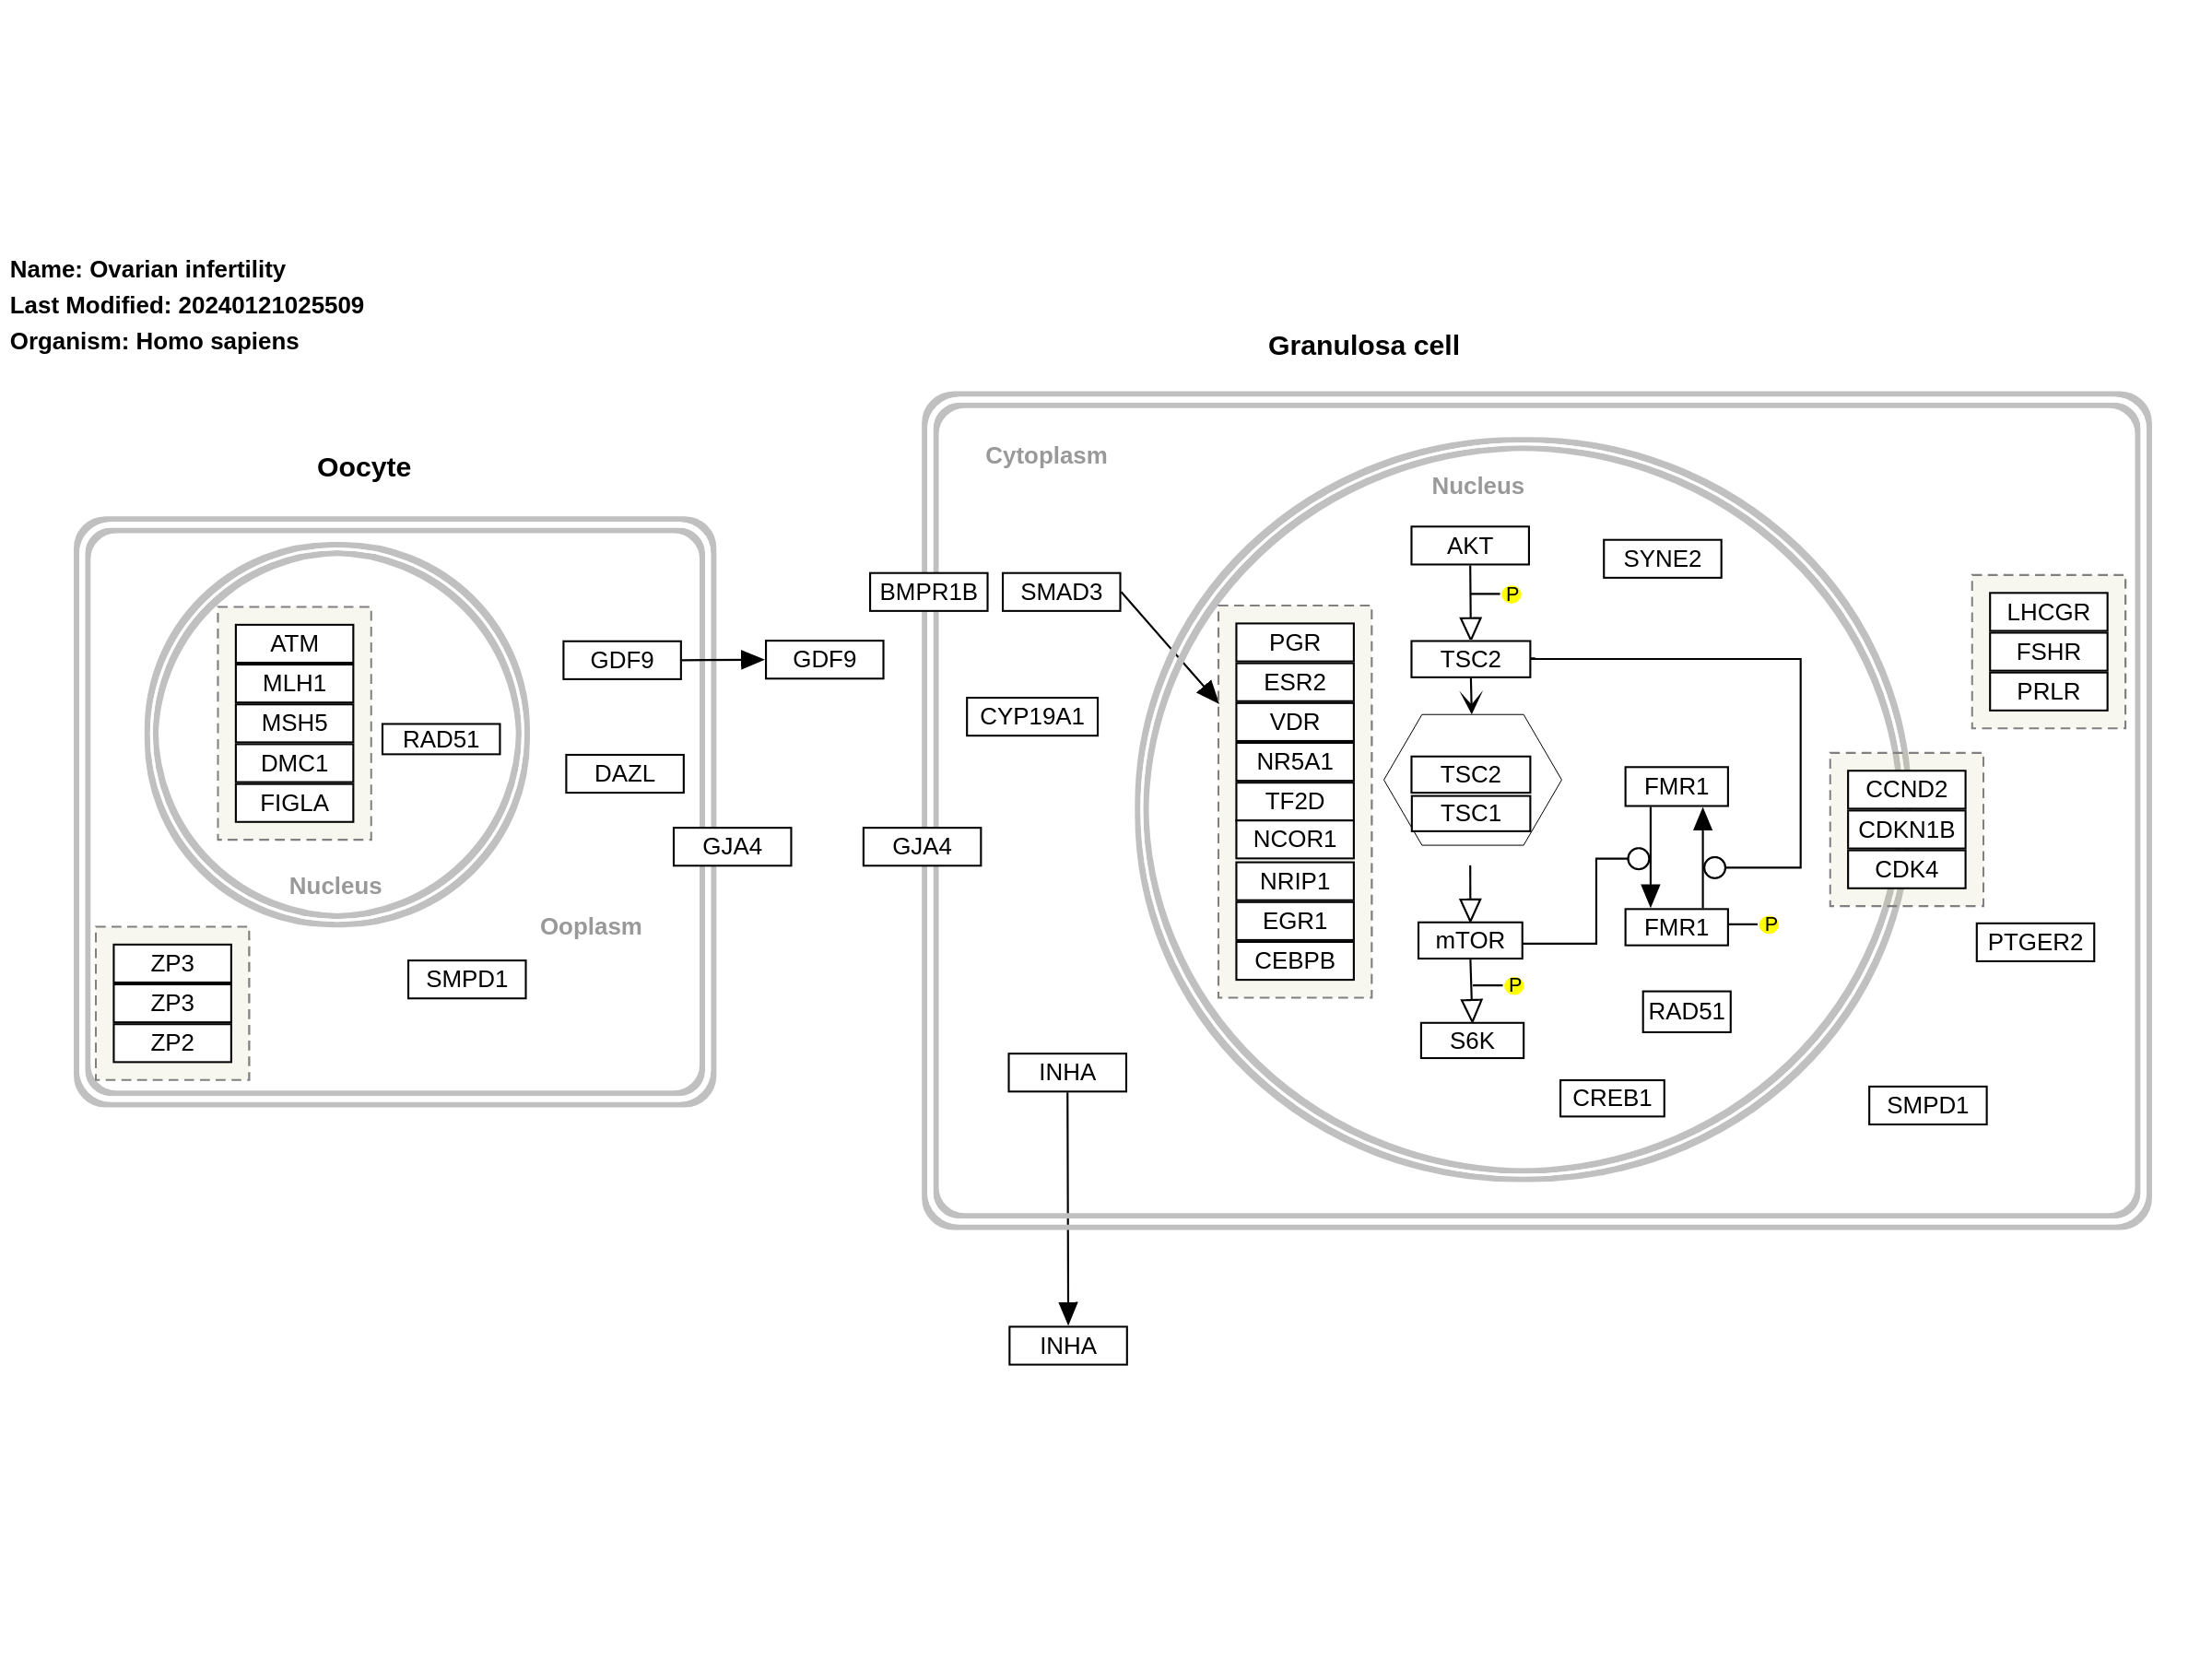 Name: Ovarian infertility
Last Modified: 20240121025509
Organism: Homo sapiens
Oocyte
ATM
MLH1
MSH5
DMC1
FIGLA
RAD51
Nucleus
GDF9
GDF9
DAZL
GJA4
Ooplasm
ZP3
ZP3
ZP2
SMPD1
Granulosa cell
Cytoplasm
Nucleus
BMPR1B
SMAD3
CYP19A1
GJA4
INHA
INHA
PGR
ESR2
VDR
NR5A1
TF2D
NCOR1
NRIP1
EGR1
CEBPB
AKT
P
TSC2
TSC2
TSC1
mTOR
P
S6K
SYNE2
FMR1
FMR1
P
RAD51
CREB1
LHCGR
FSHR
PRLR
CCND2
CDKN1B
CDK4
PTGER2
SMPD1